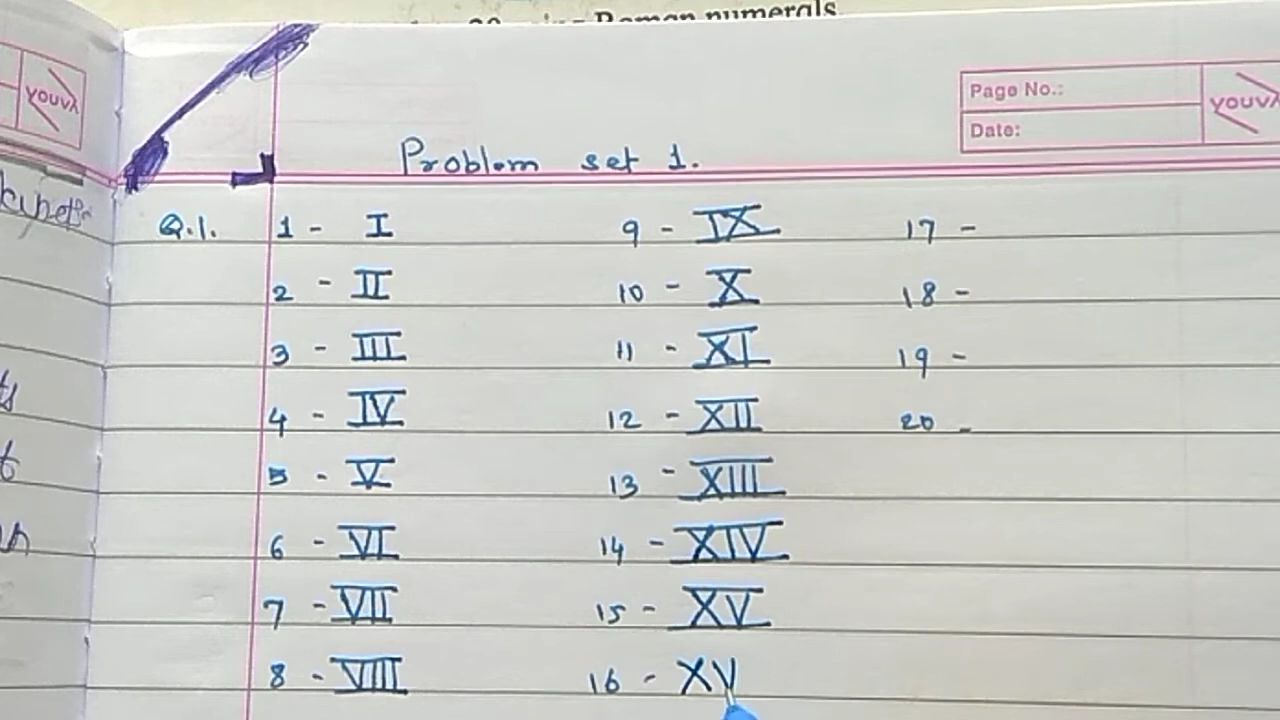 Roman numerals
youvλ
Page No.:
Date:
youvλ
Problem set 1.
Q.1. 1 - I 9 - IX 17 -
2 - II 10 - X 18 -
3 - III 11 - XI 19 -
4 - IV 12 - XII 20 -
5 - V 13 - XIII
6 - VI 14 - XIV
7 - VII 15 - XV
8 - VIII 16 - XV